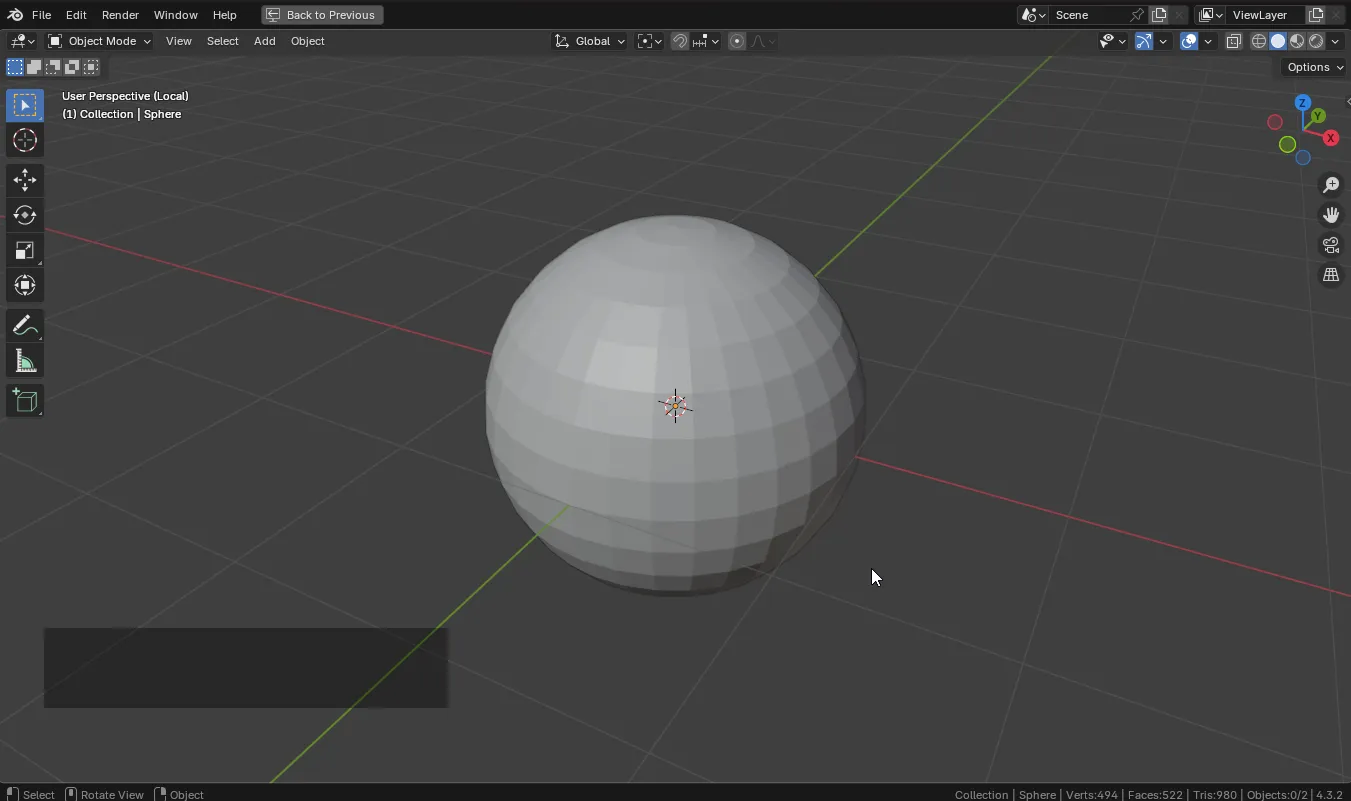 File Edit Render Window Help Back to Previous Scene ViewLayer
Object Mode View Select Add Object Global
Options
User Perspective (Local)
(1) Collection | Sphere
Z
Y
X
Select Rotate View Object Collection | Sphere | Verts:494 | Faces:522 | Tris:980 | Objects:0/2 | 4.3.2